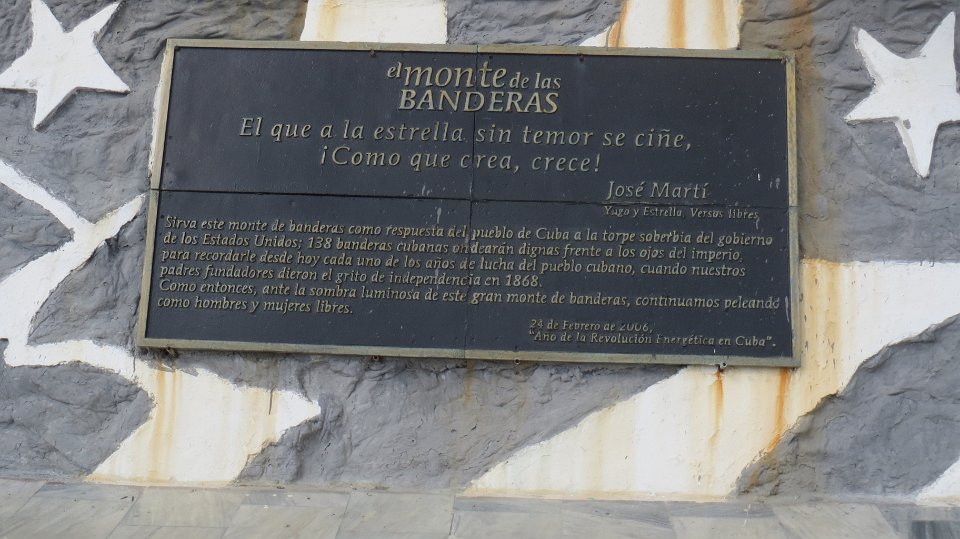 el monte de las
BANDERAS
El que a la estrella sin temor se ciñe,
¡Como que crea, crece!
José Martí
Yugo y Estrella, Versos libres
Sirva este monte de banderas como respuesta del pueblo de Cuba a la torpe soberbia del gobierno
de los Estados Unidos; 138 banderas cubanas ondearán dignas frente a los ojos del imperio,
para recordarle desde hoy cada uno de los años de lucha del pueblo cubano, cuando nuestros
padres fundadores dieron el grito de independencia en 1868.
Como entonces, ante la sombra luminosa de este gran monte de banderas, continuamos peleando
como hombres y mujeres libres.
24 de Febrero de 2006,
"Año de la Revolución Energética en Cuba".